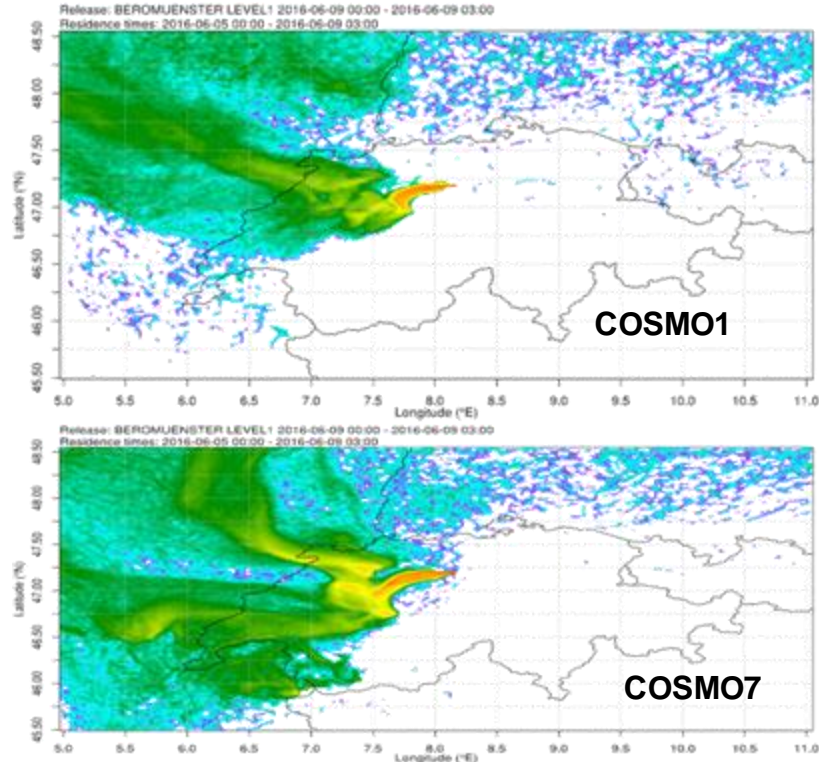 Release: BEROMUENSTER LEVEL1 2016-06-09 00:00 - 2016-06-09 03:00
Residence times: 2016-06-05 00:00 - 2016-06-09 03:00
48.50
48.00
47.50
47.00
46.50
46.00
45.50
Latitude (°N)
COSMO1
5.0 5.5 6.0 6.5 7.0 7.5 8.0 8.5 9.0 9.5 10.0 10.5 11.0
Longitude (°E)
Release: BEROMUENSTER LEVEL1 2016-06-09 00:00 - 2016-06-09 03:00
Residence times: 2016-06-05 00:00 - 2016-06-09 03:00
48.50
48.00
47.50
47.00
46.50
46.00
45.50
Latitude (°N)
COSMO7
5.0 5.5 6.0 6.5 7.0 7.5 8.0 8.5 9.0 9.5 10.0 10.5 11.0
Longitude (°E)